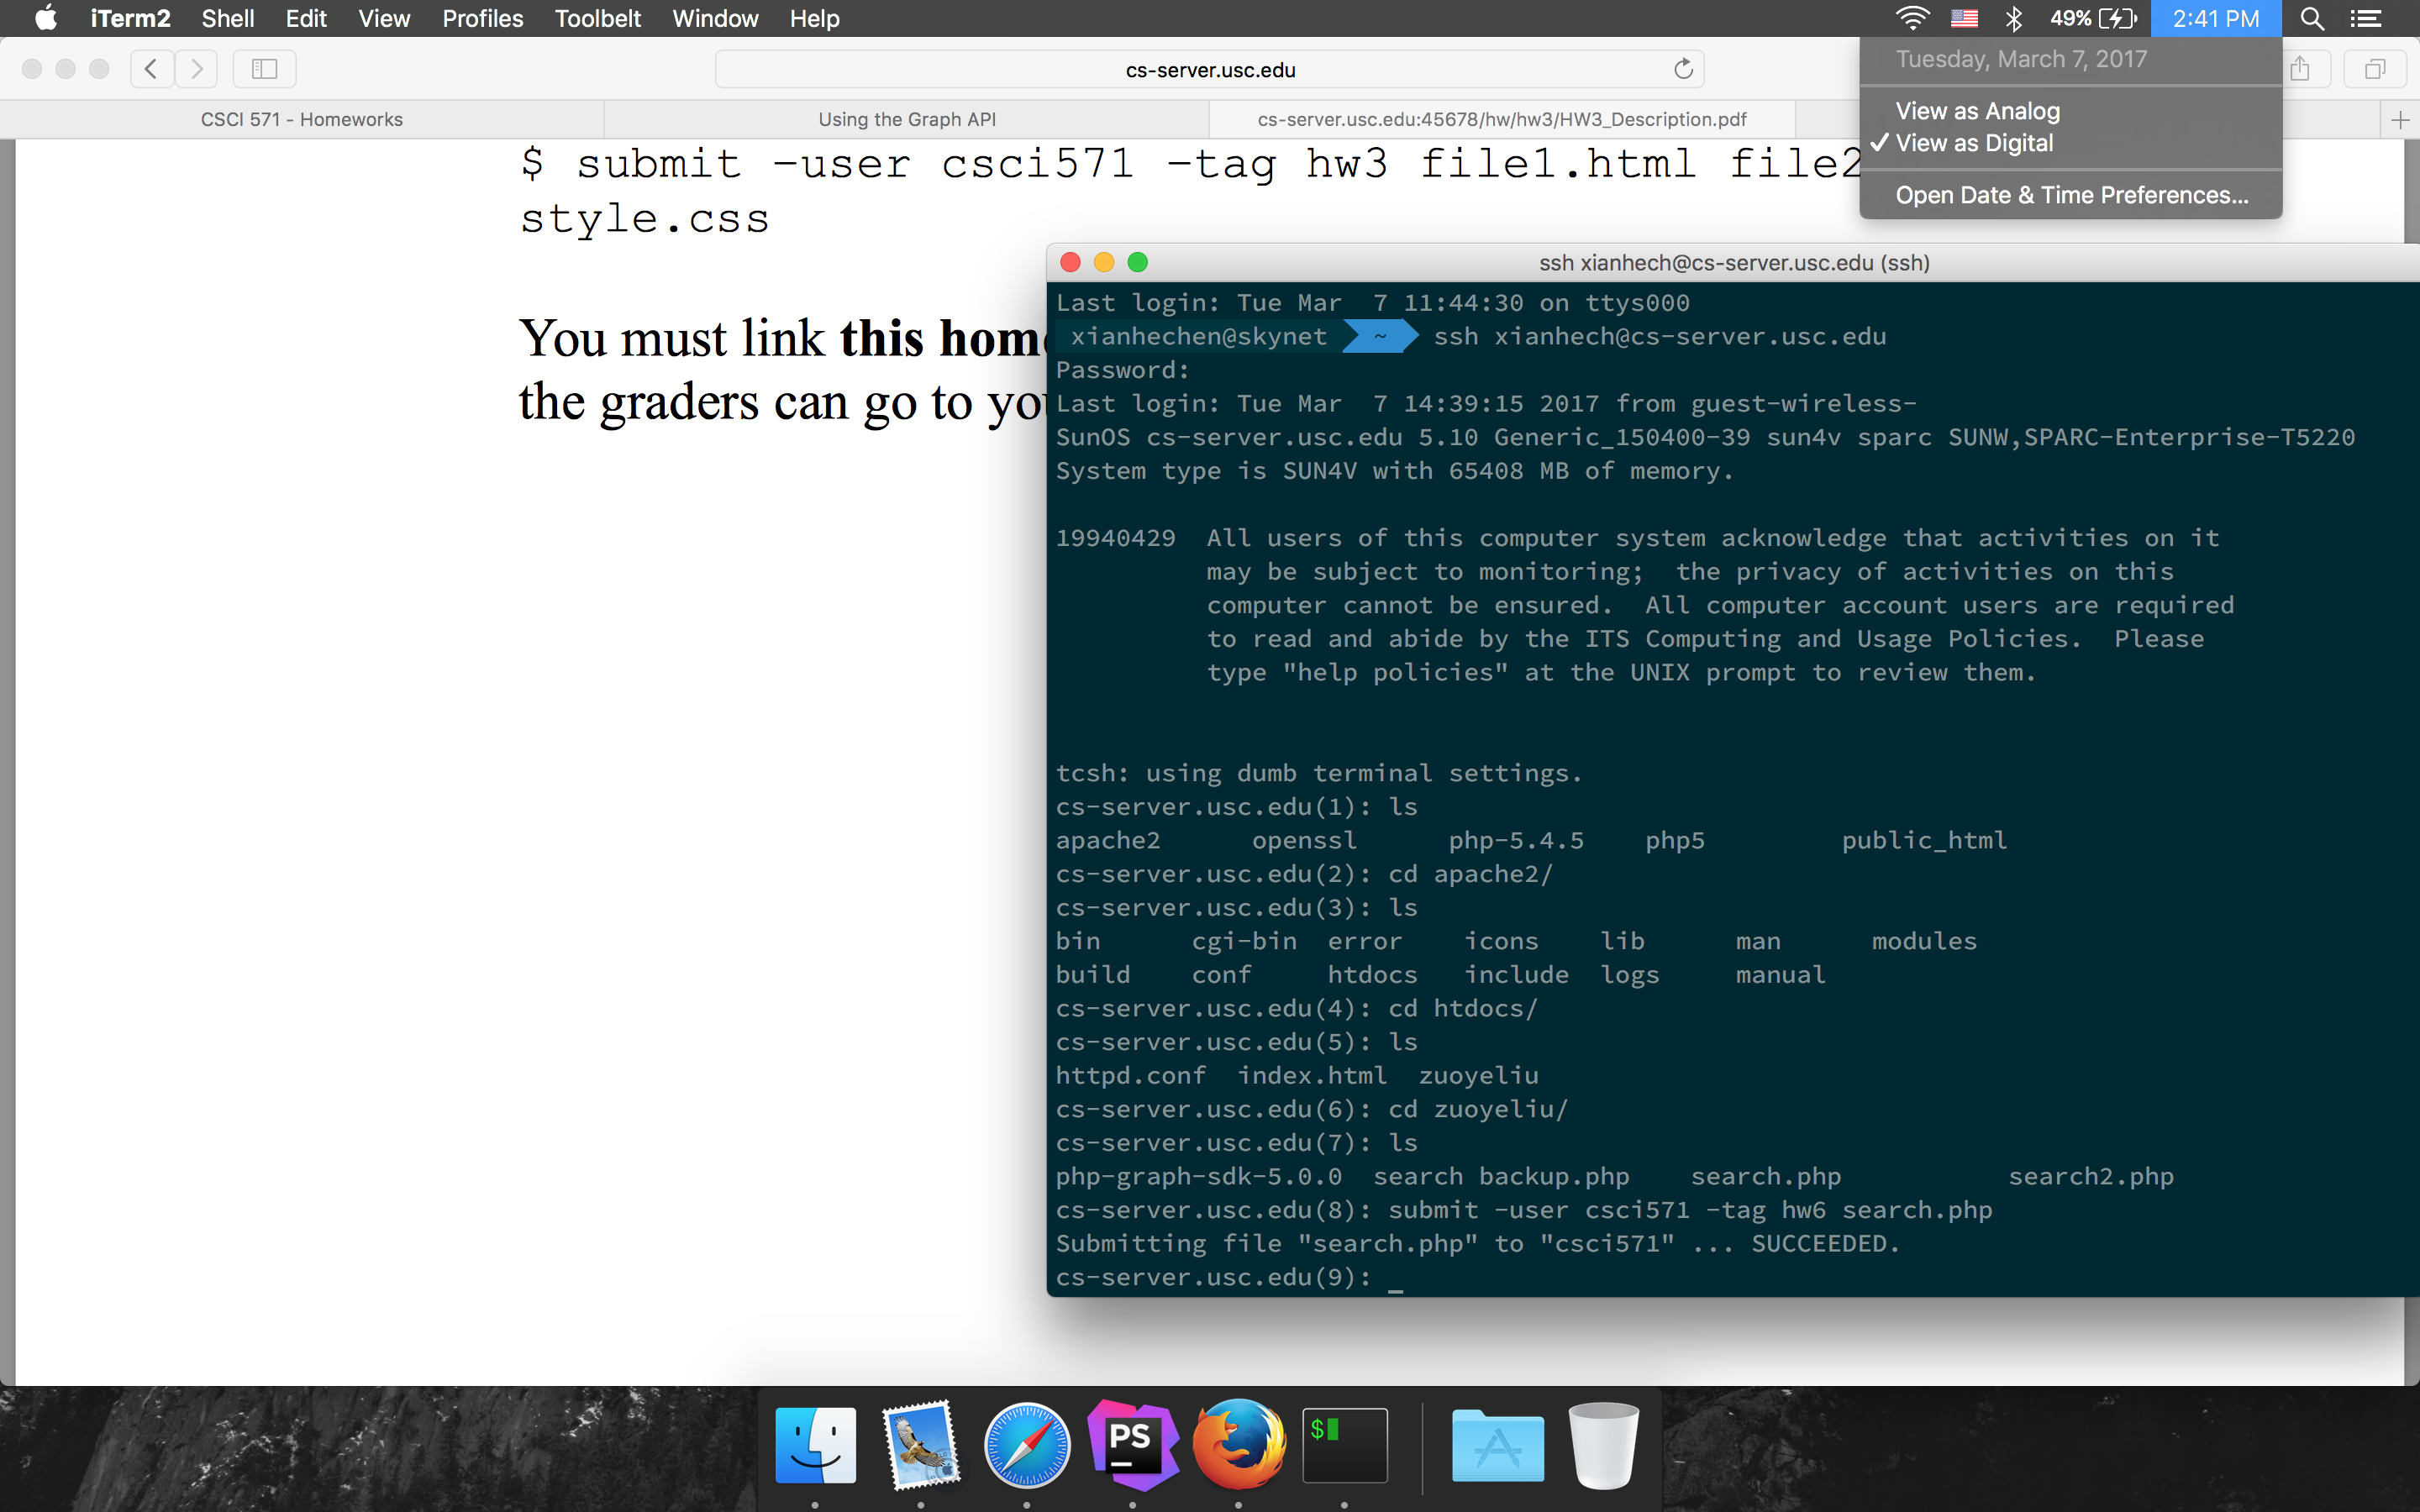 iTerm2 Shell Edit View Profiles Toolbelt Window Help 49% 2:41 PM
Tuesday, March 7, 2017
View as Analog
✓ View as Digital
Open Date & Time Preferences...
cs-server.usc.edu
CSCI 571 - Homeworks Using the Graph API cs-server.usc.edu:45678/hw/hw3/HW3_Description.pdf
$ submit -user csci571 -tag hw3 file1.html file2
style.css
You must link this hom
the graders can go to yo
ssh xianhech@cs-server.usc.edu (ssh)
Last login: Tue Mar  7 11:44:30 on ttys000
xianhechen@skynet ~ ssh xianhech@cs-server.usc.edu
Password:
Last login: Tue Mar  7 14:39:15 2017 from guest-wireless-
SunOS cs-server.usc.edu 5.10 Generic_150400-39 sun4v sparc SUNW,SPARC-Enterprise-T5220
System type is SUN4V with 65408 MB of memory.
19940429  All users of this computer system acknowledge that activities on it
may be subject to monitoring;  the privacy of activities on this
computer cannot be ensured.  All computer account users are required
to read and abide by the ITS Computing and Usage Policies.  Please
type "help policies" at the UNIX prompt to review them.
tcsh: using dumb terminal settings.
cs-server.usc.edu(1): ls
apache2      openssl      php-5.4.5    php5         public_html
cs-server.usc.edu(2): cd apache2/
cs-server.usc.edu(3): ls
bin      cgi-bin  error    icons    lib      man      modules
build    conf     htdocs   include  logs     manual
cs-server.usc.edu(4): cd htdocs/
cs-server.usc.edu(5): ls
httpd.conf  index.html  zuoyeliu
cs-server.usc.edu(6): cd zuoyeliu/
cs-server.usc.edu(7): ls
php-graph-sdk-5.0.0  search backup.php    search.php           search2.php
cs-server.usc.edu(8): submit -user csci571 -tag hw6 search.php
Submitting file "search.php" to "csci571" ... SUCCEEDED.
cs-server.usc.edu(9): _
PS
$